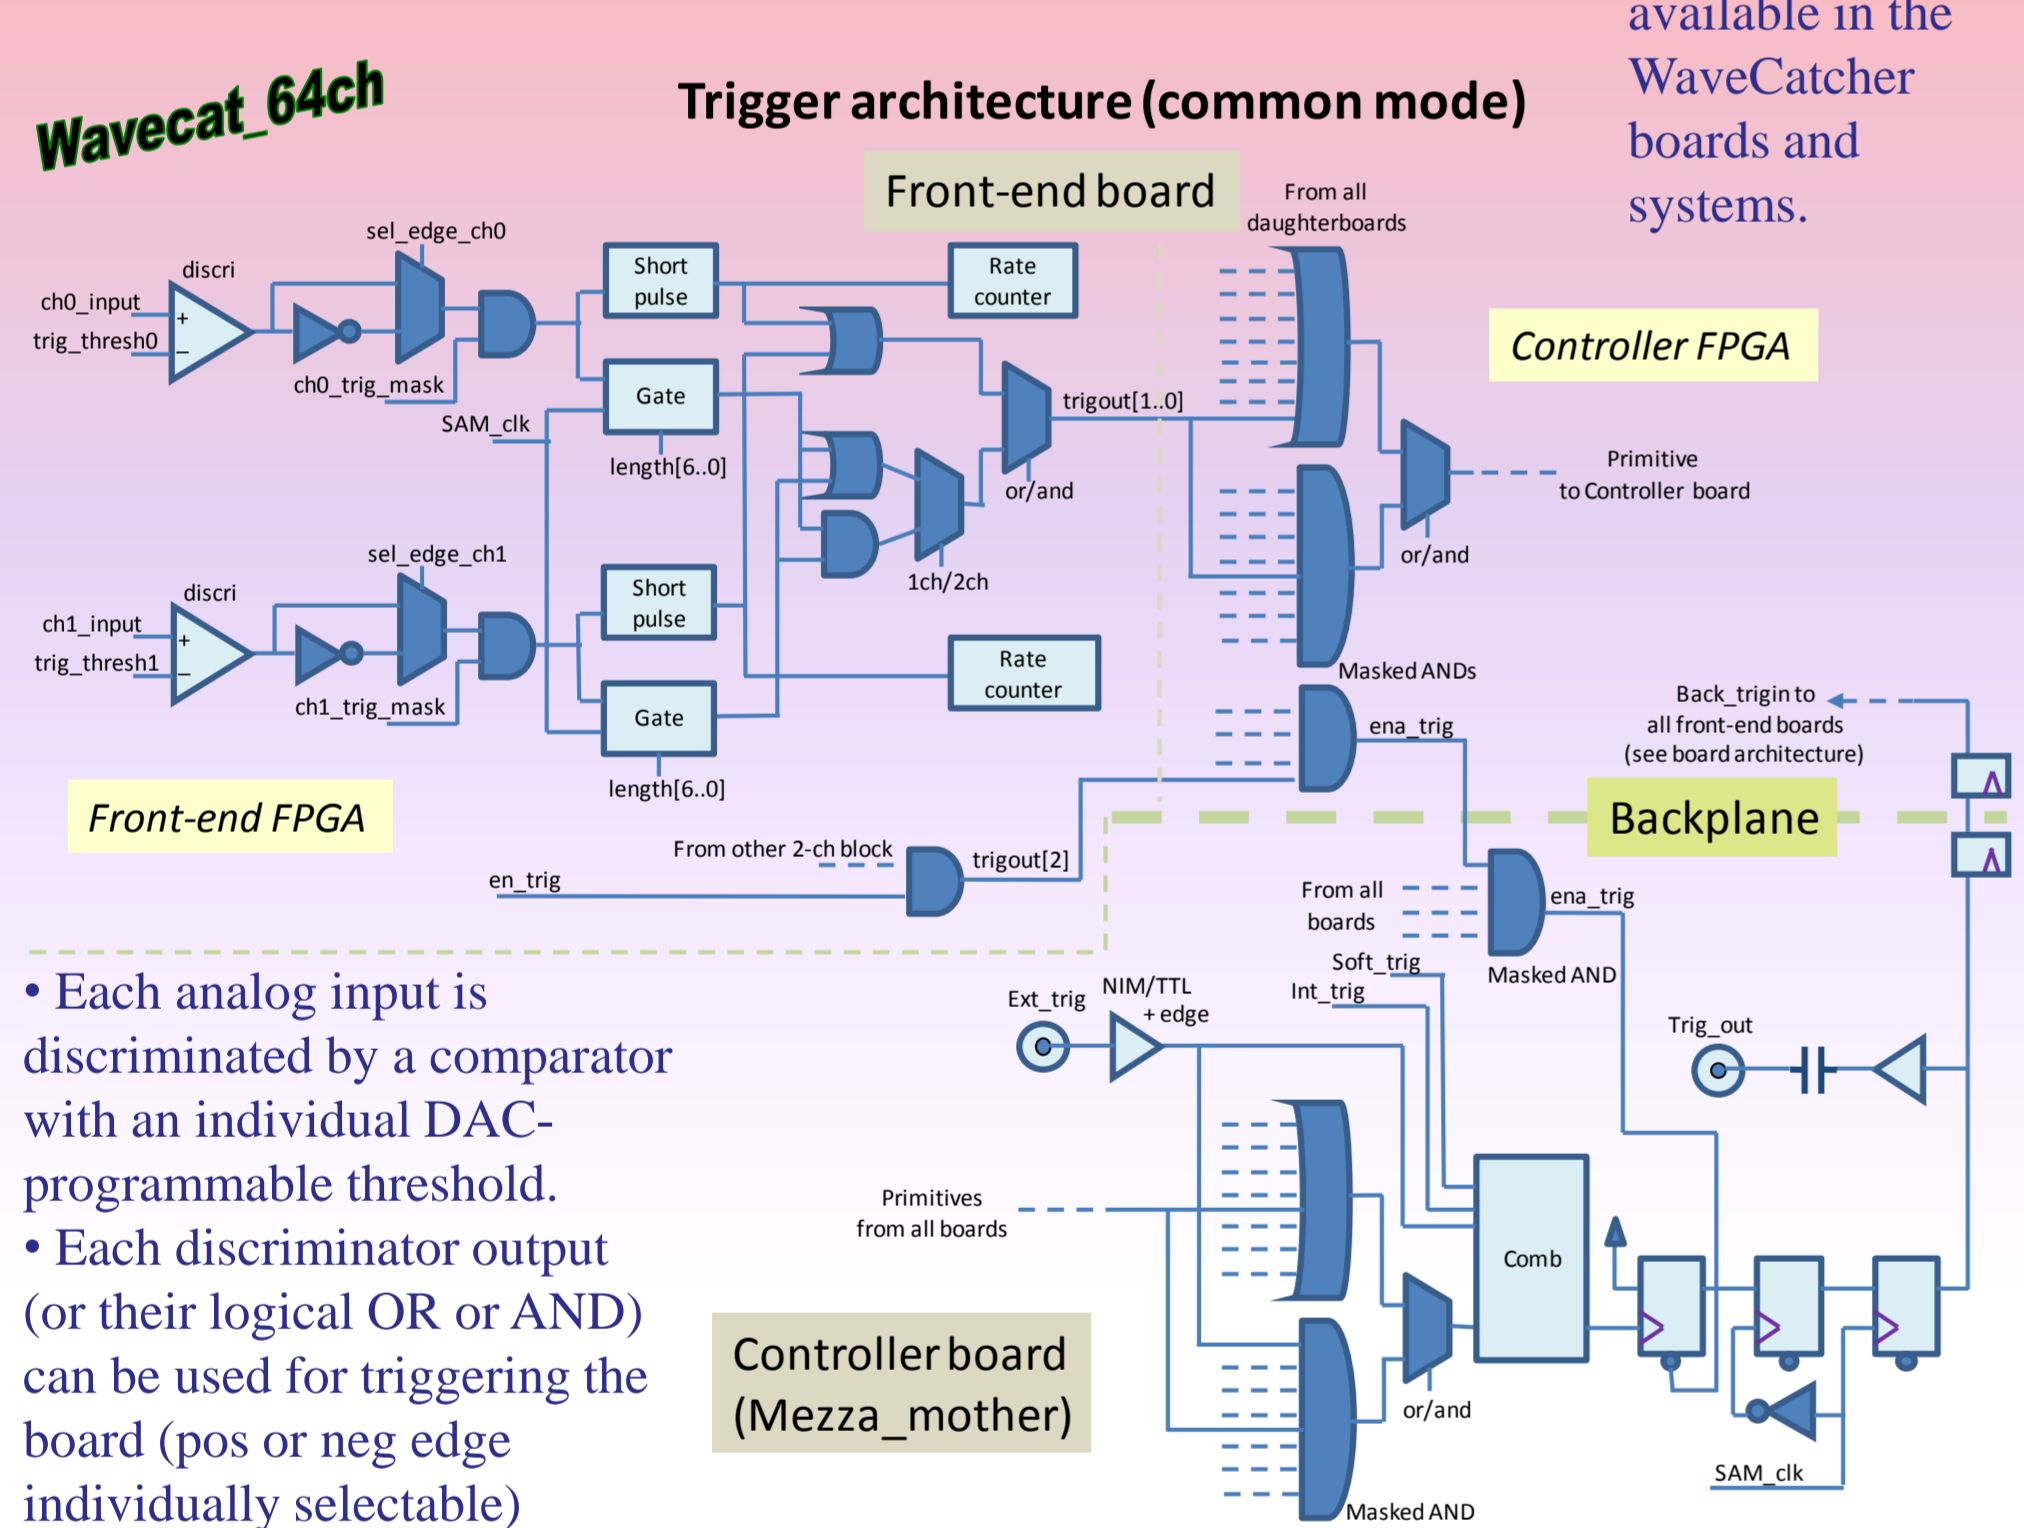 available in the
WaveCatcher
boards and
systems.
Wavecat_64ch
Trigger architecture (common mode)
Front-end board
From all
daughterboards
sel_edge_ch0
discri
ch0_input
trig_thresh0
+
−
ch0_trig_mask
SAM_clk
Short
pulse
Rate
counter
Gate
length[6..0]
or/and
1ch/2ch
trigout[1..0]
Controller FPGA
Primitive
to Controller board
or/and
sel_edge_ch1
discri
ch1_input
trig_thresh1
+
−
ch1_trig_mask
Short
pulse
Rate
counter
Gate
length[6..0]
Masked ANDs
ena_trig
Back_trigin to
all front-end boards
(see board architecture)
Front-end FPGA
Backplane
From other 2-ch block
trigout[2]
en_trig
From all
boards
ena_trig
Masked AND
Soft_trig
Int_trig
Ext_trig
NIM/TTL
+ edge
Trig_out
Primitives
from all boards
Comb
or/and
Masked AND
SAM_clk
Controller board
(Mezza_mother)
• Each analog input is
discriminated by a comparator
with an individual DAC-
programmable threshold.
• Each discriminator output
(or their logical OR or AND)
can be used for triggering the
board (pos or neg edge
individually selectable)